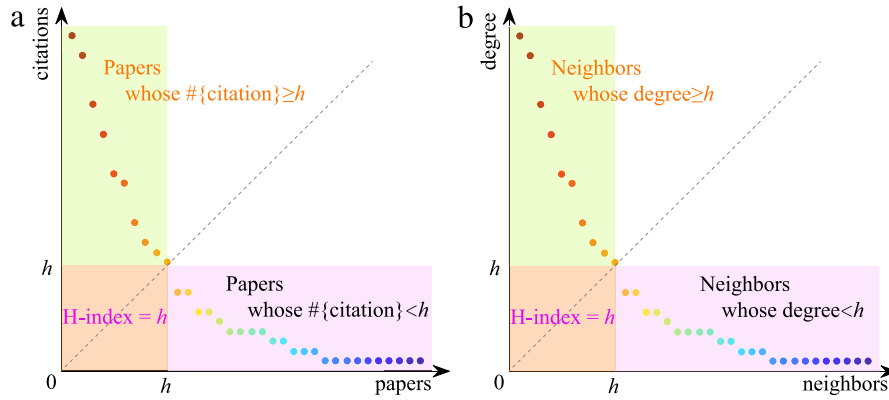 a
citations
Papers
whose #{citation}≥h
h
Papers
whose #{citation}<h
H-index = h
0
h
papers
b
degree
Neighbors
whose degree≥h
h
Neighbors
whose degree<h
H-index = h
0
h
neighbors